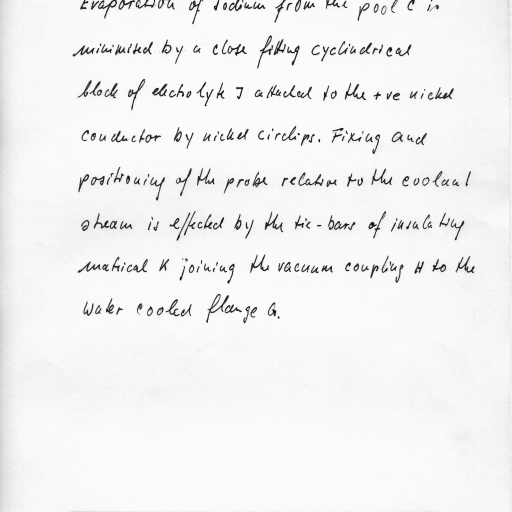 Evaporation of sodium from the pool C is
minimised by a close fitting cyclindrical
block of electrolyte J attached to the +ve nickel
conductor by nickel circlips. Fixing and
positioning of the probe relative to the coolant
stream is effected by the tie-bars of insulating
material K joining the vacuum coupling H to the
water cooled flange G.